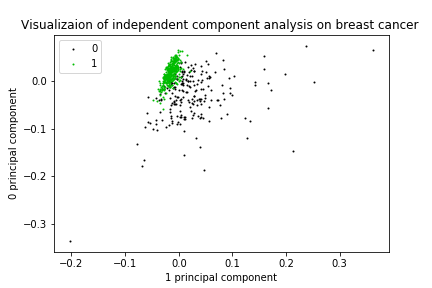 Visualizaion of independent component analysis on breast cancer
0
1
0.0
−0.1
−0.2
−0.3
0 principal component
−0.2 −0.1 0.0 0.1 0.2 0.3
1 principal component